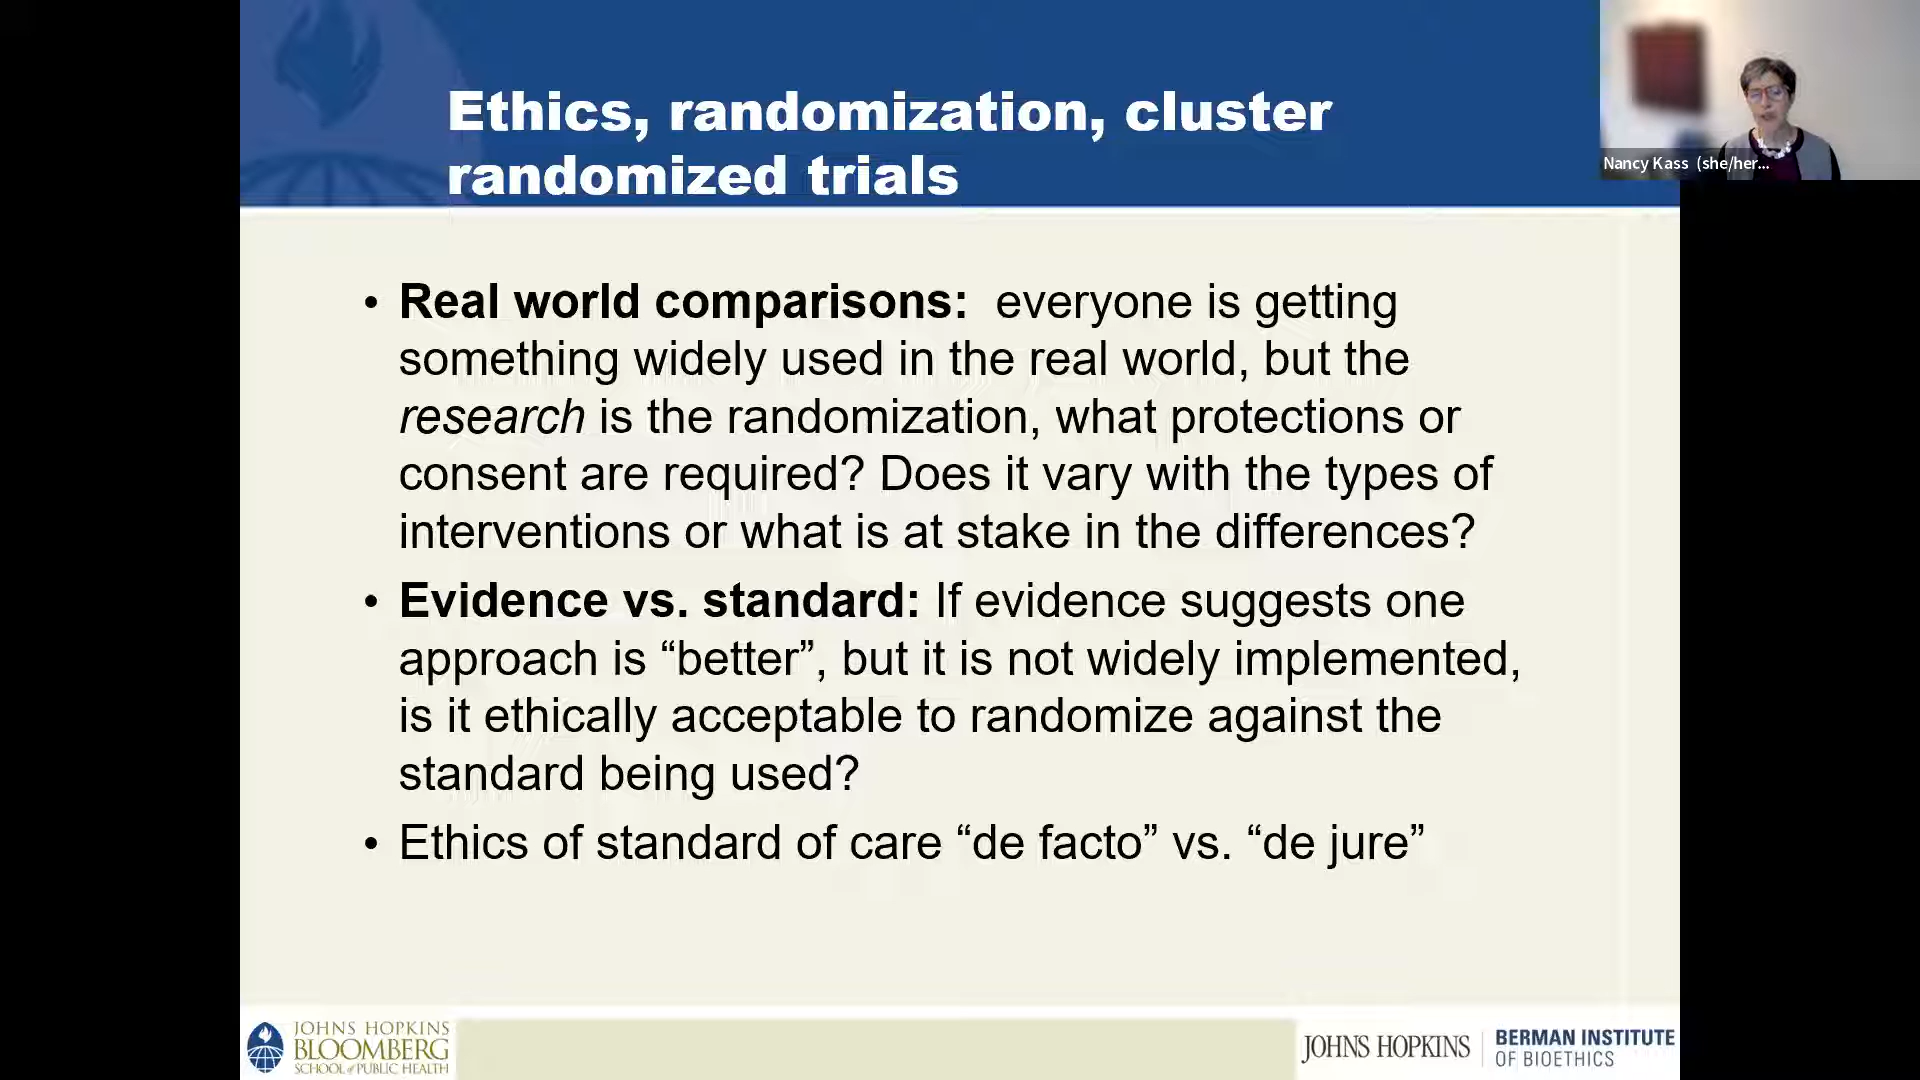 Ethics, randomization, cluster
randomized trials
Nancy Kass (she/her...
• Real world comparisons: everyone is getting
something widely used in the real world, but the
research is the randomization, what protections or
consent are required? Does it vary with the types of
interventions or what is at stake in the differences?
• Evidence vs. standard: If evidence suggests one
approach is “better”, but it is not widely implemented,
is it ethically acceptable to randomize against the
standard being used?
• Ethics of standard of care “de facto” vs. “de jure”
JOHNS HOPKINS
BLOOMBERG
SCHOOL of PUBLIC HEALTH
JOHNS HOPKINS
BERMAN INSTITUTE
OF BIOETHICS